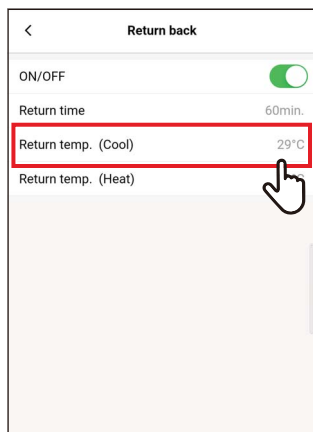 Return back
ON/OFF
Return time 60min.
Return temp. (Cool) 29°C
Return temp. (Heat)